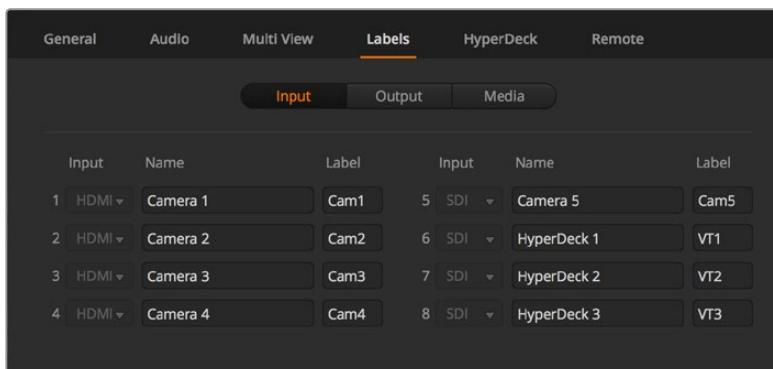 General Audio Multi View Labels HyperDeck Remote
Input Output Media
Input Name Label Input Name Label
1 HDMI Camera 1 Cam1 5 SDI Camera 5 Cam5
2 HDMI Camera 2 Cam2 6 SDI HyperDeck 1 VT1
3 HDMI Camera 3 Cam3 7 SDI HyperDeck 2 VT2
4 HDMI Camera 4 Cam4 8 SDI HyperDeck 3 VT3